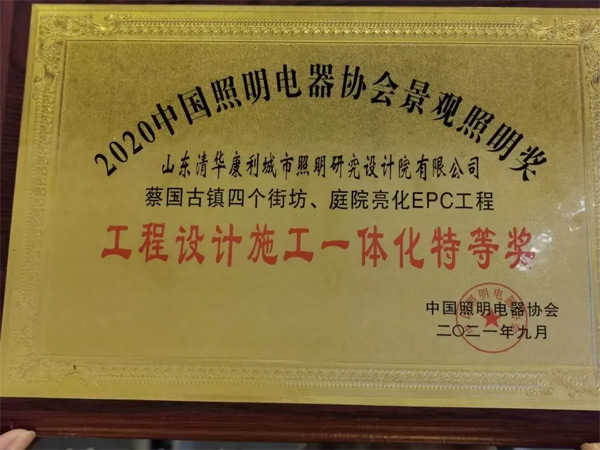 2020中国照明电器协会景观照明奖
山东清华康利城市照明研究设计院有限公司
蔡国古镇四个街坊、庭院亮化EPC工程
工程设计施工一体化特等奖
中国照明电器协会
二〇二一年九月